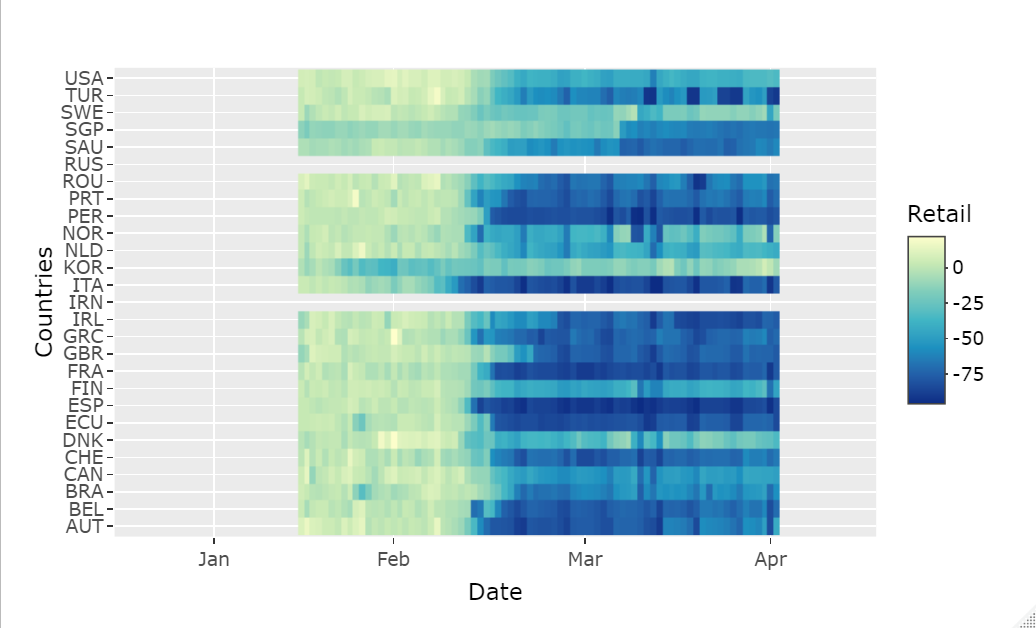 USA
TUR
SWE
SGP
SAU
RUS
ROU
PRT
PER
NOR
NLD
KOR
ITA
IRN
IRL
GRC
GBR
FRA
FIN
ESP
ECU
DNK
CHE
CAN
BRA
BEL
AUT
Countries
Jan Feb Mar Apr
Date
Retail
0
-25
-50
-75